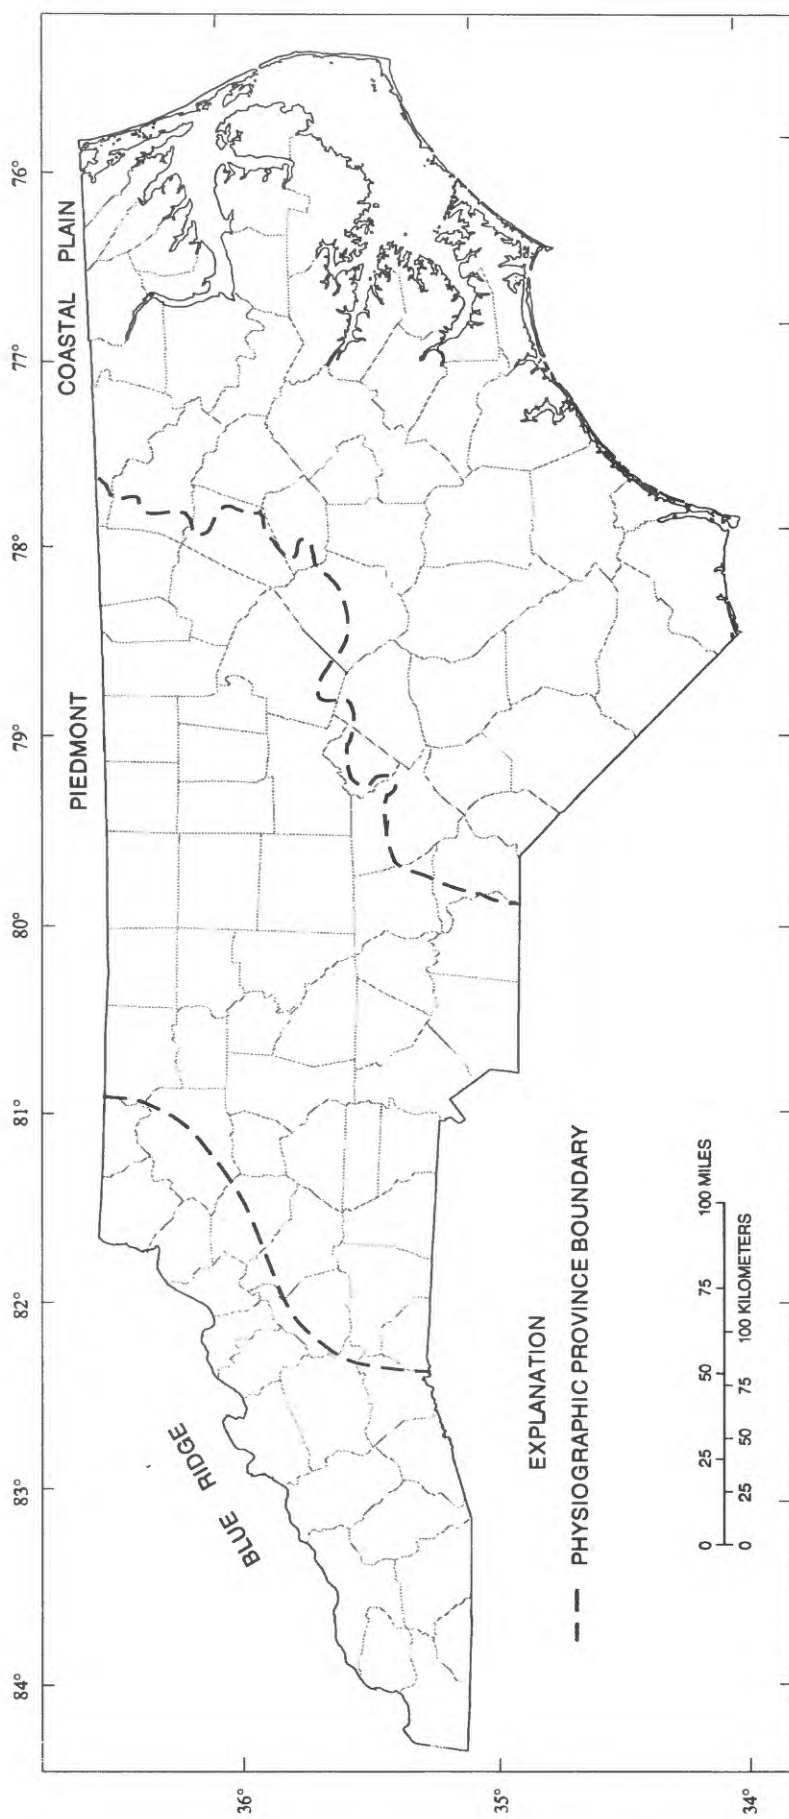 84° 83° 82° 81° 80° 79° 78° 77° 76°
BLUE RIDGE
PIEDMONT
COASTAL PLAIN
36°
35°
34°
EXPLANATION
PHYSIOGRAPHIC PROVINCE BOUNDARY
0 25 50 75 100 MILES
0 25 50 75 100 KILOMETERS